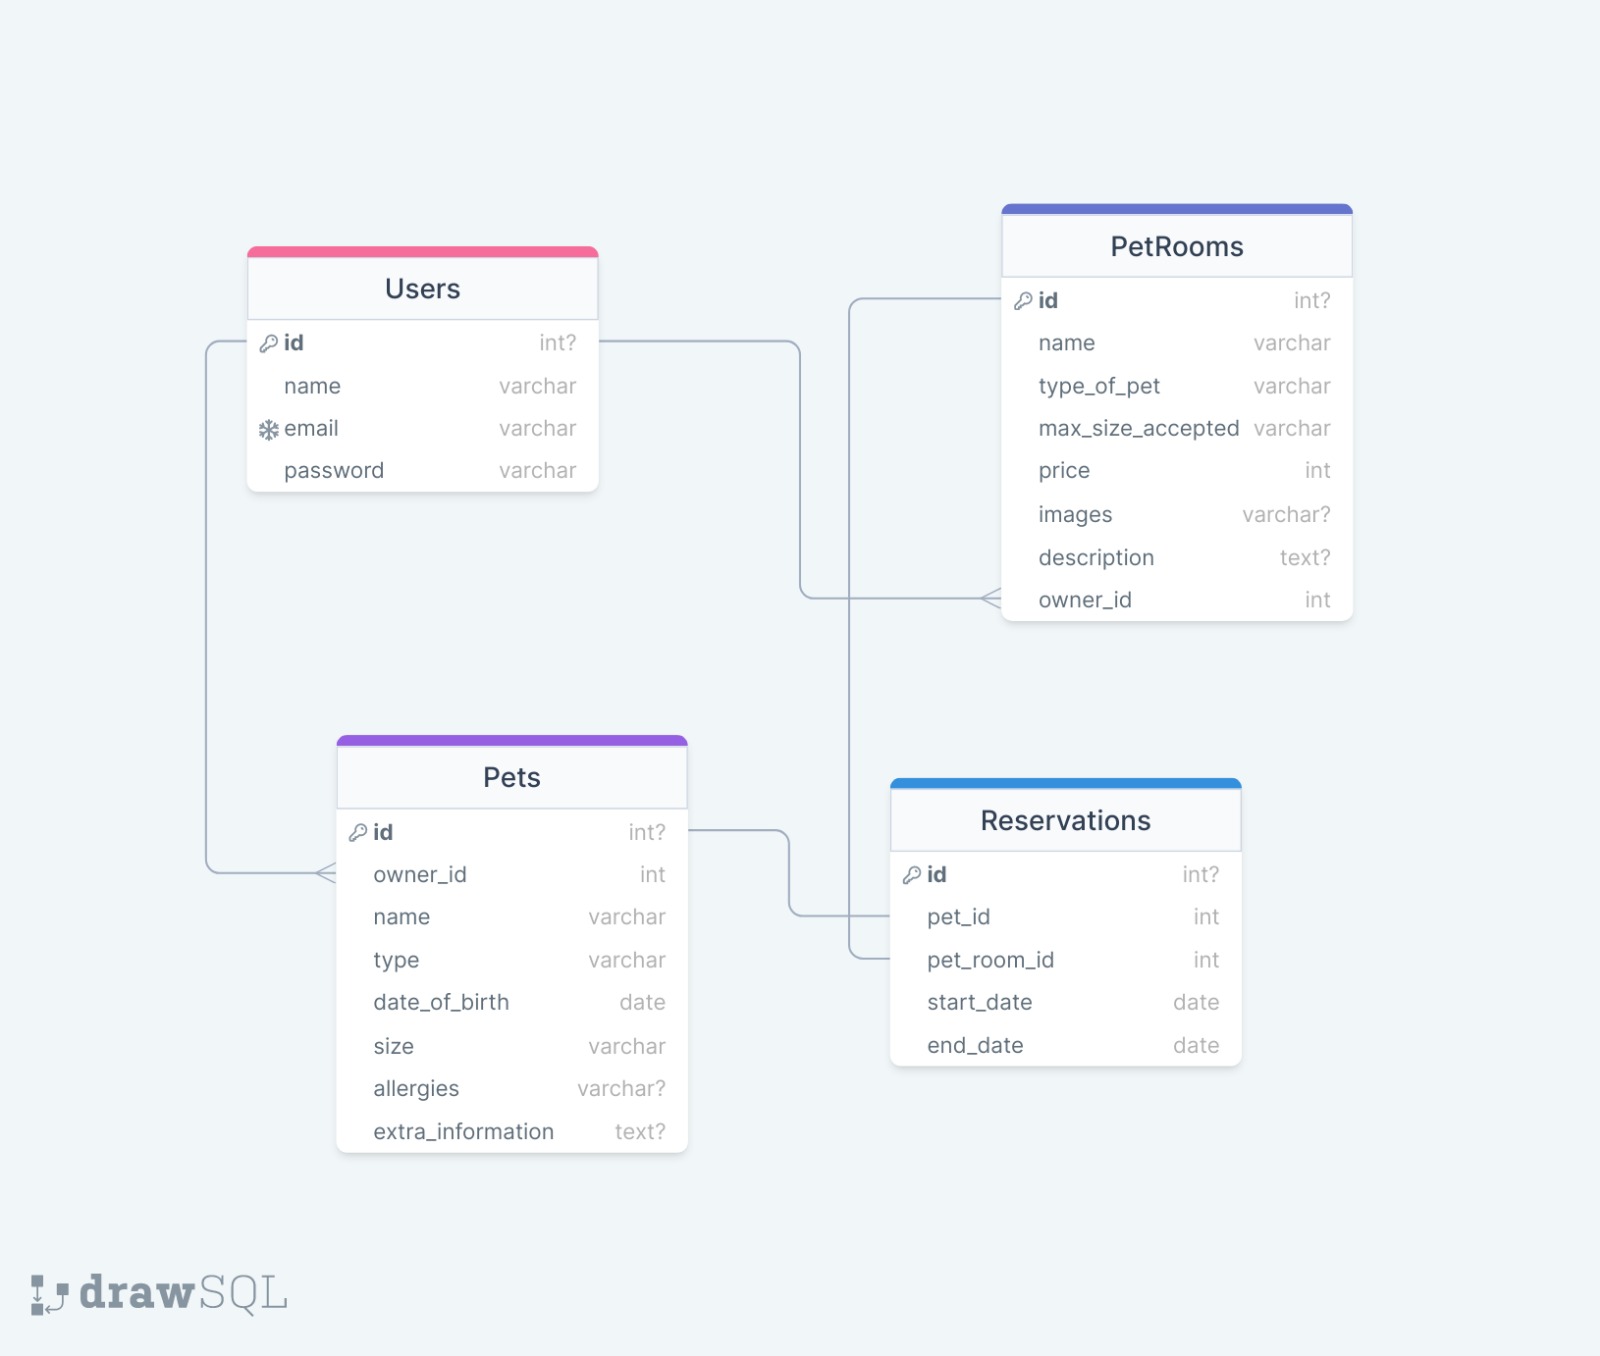 Users
id int?
name varchar
email varchar
password varchar
PetRooms
id int?
name varchar
type_of_pet varchar
max_size_accepted varchar
price int
images varchar?
description text?
owner_id int
Pets
id int?
owner_id int
name varchar
type varchar
date_of_birth date
size varchar
allergies varchar?
extra_information text?
Reservations
id int?
pet_id int
pet_room_id int
start_date date
end_date date
drawSQL